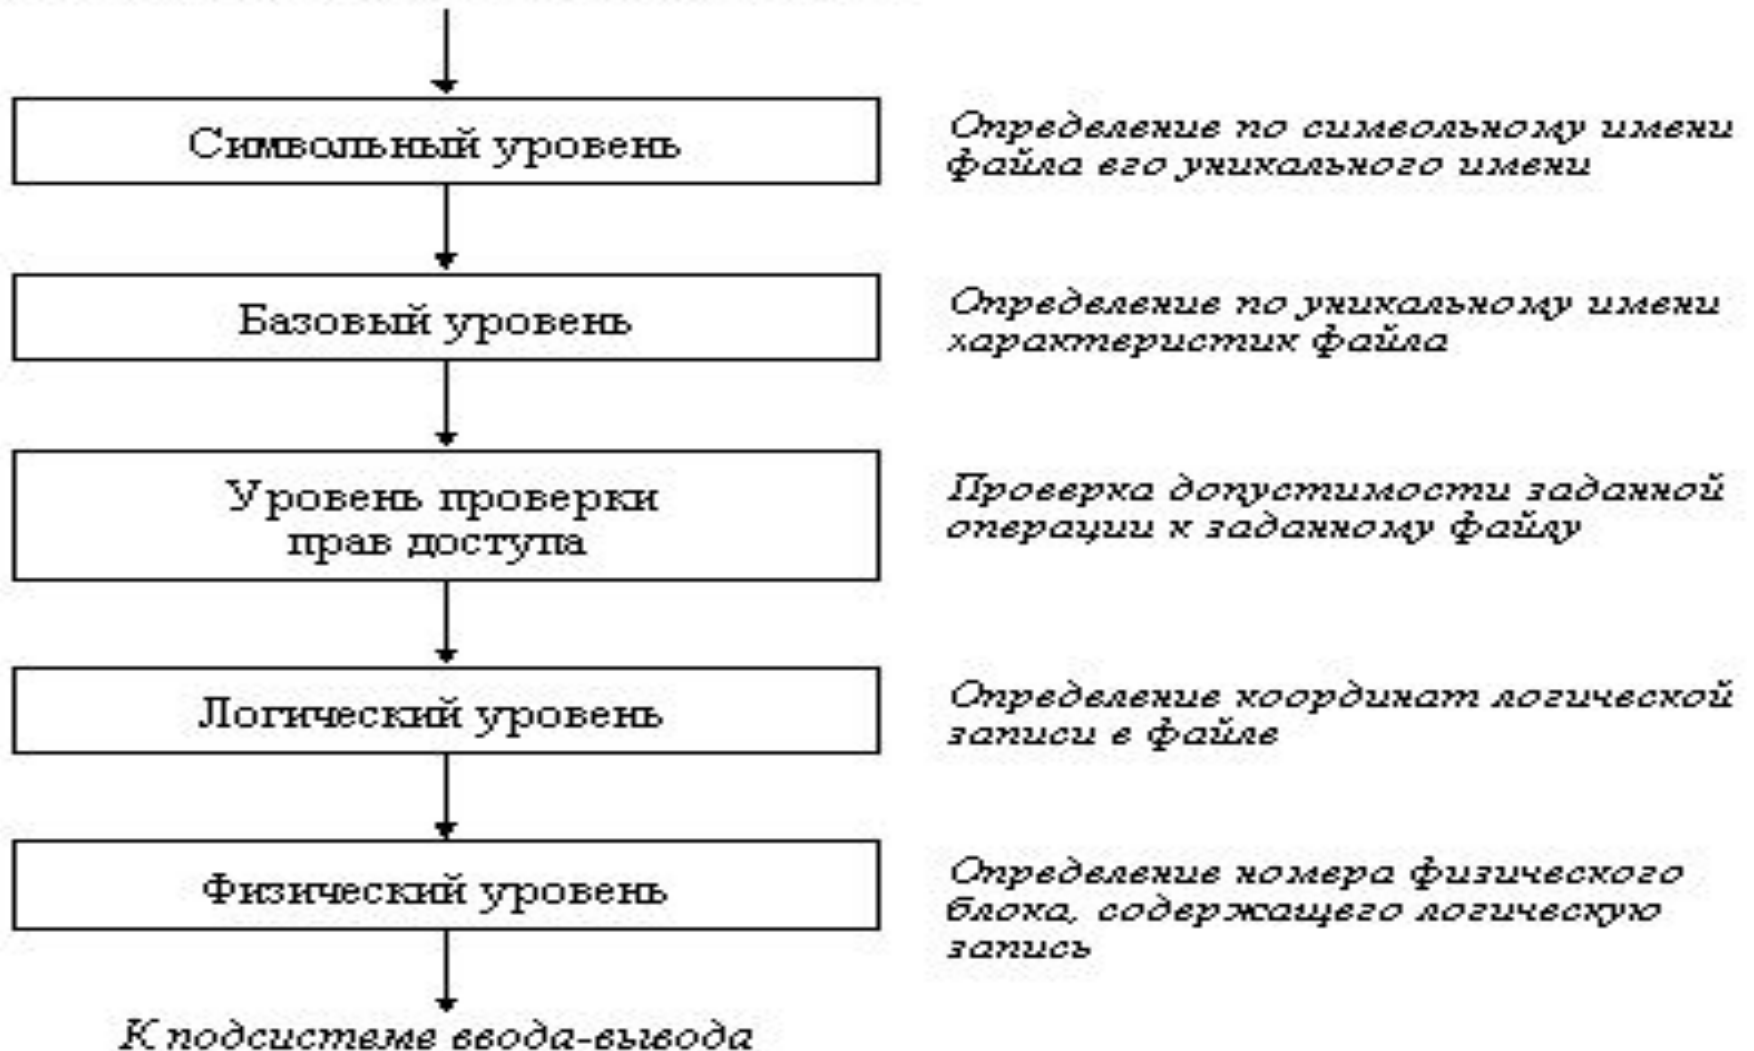 Символьный уровень
Определение по символьному имени
файла его уникального имени
Базовый уровень
Определение по уникальному имени
характеристик файла
Уровень проверки
прав доступа
Проверка допустимости заданной
операции к заданному файлу
Логический уровень
Определение координат логической
записи в файле
Физический уровень
Определение номера физического
блока, содержащего логическую
запись
К подсистеме ввода-вывода